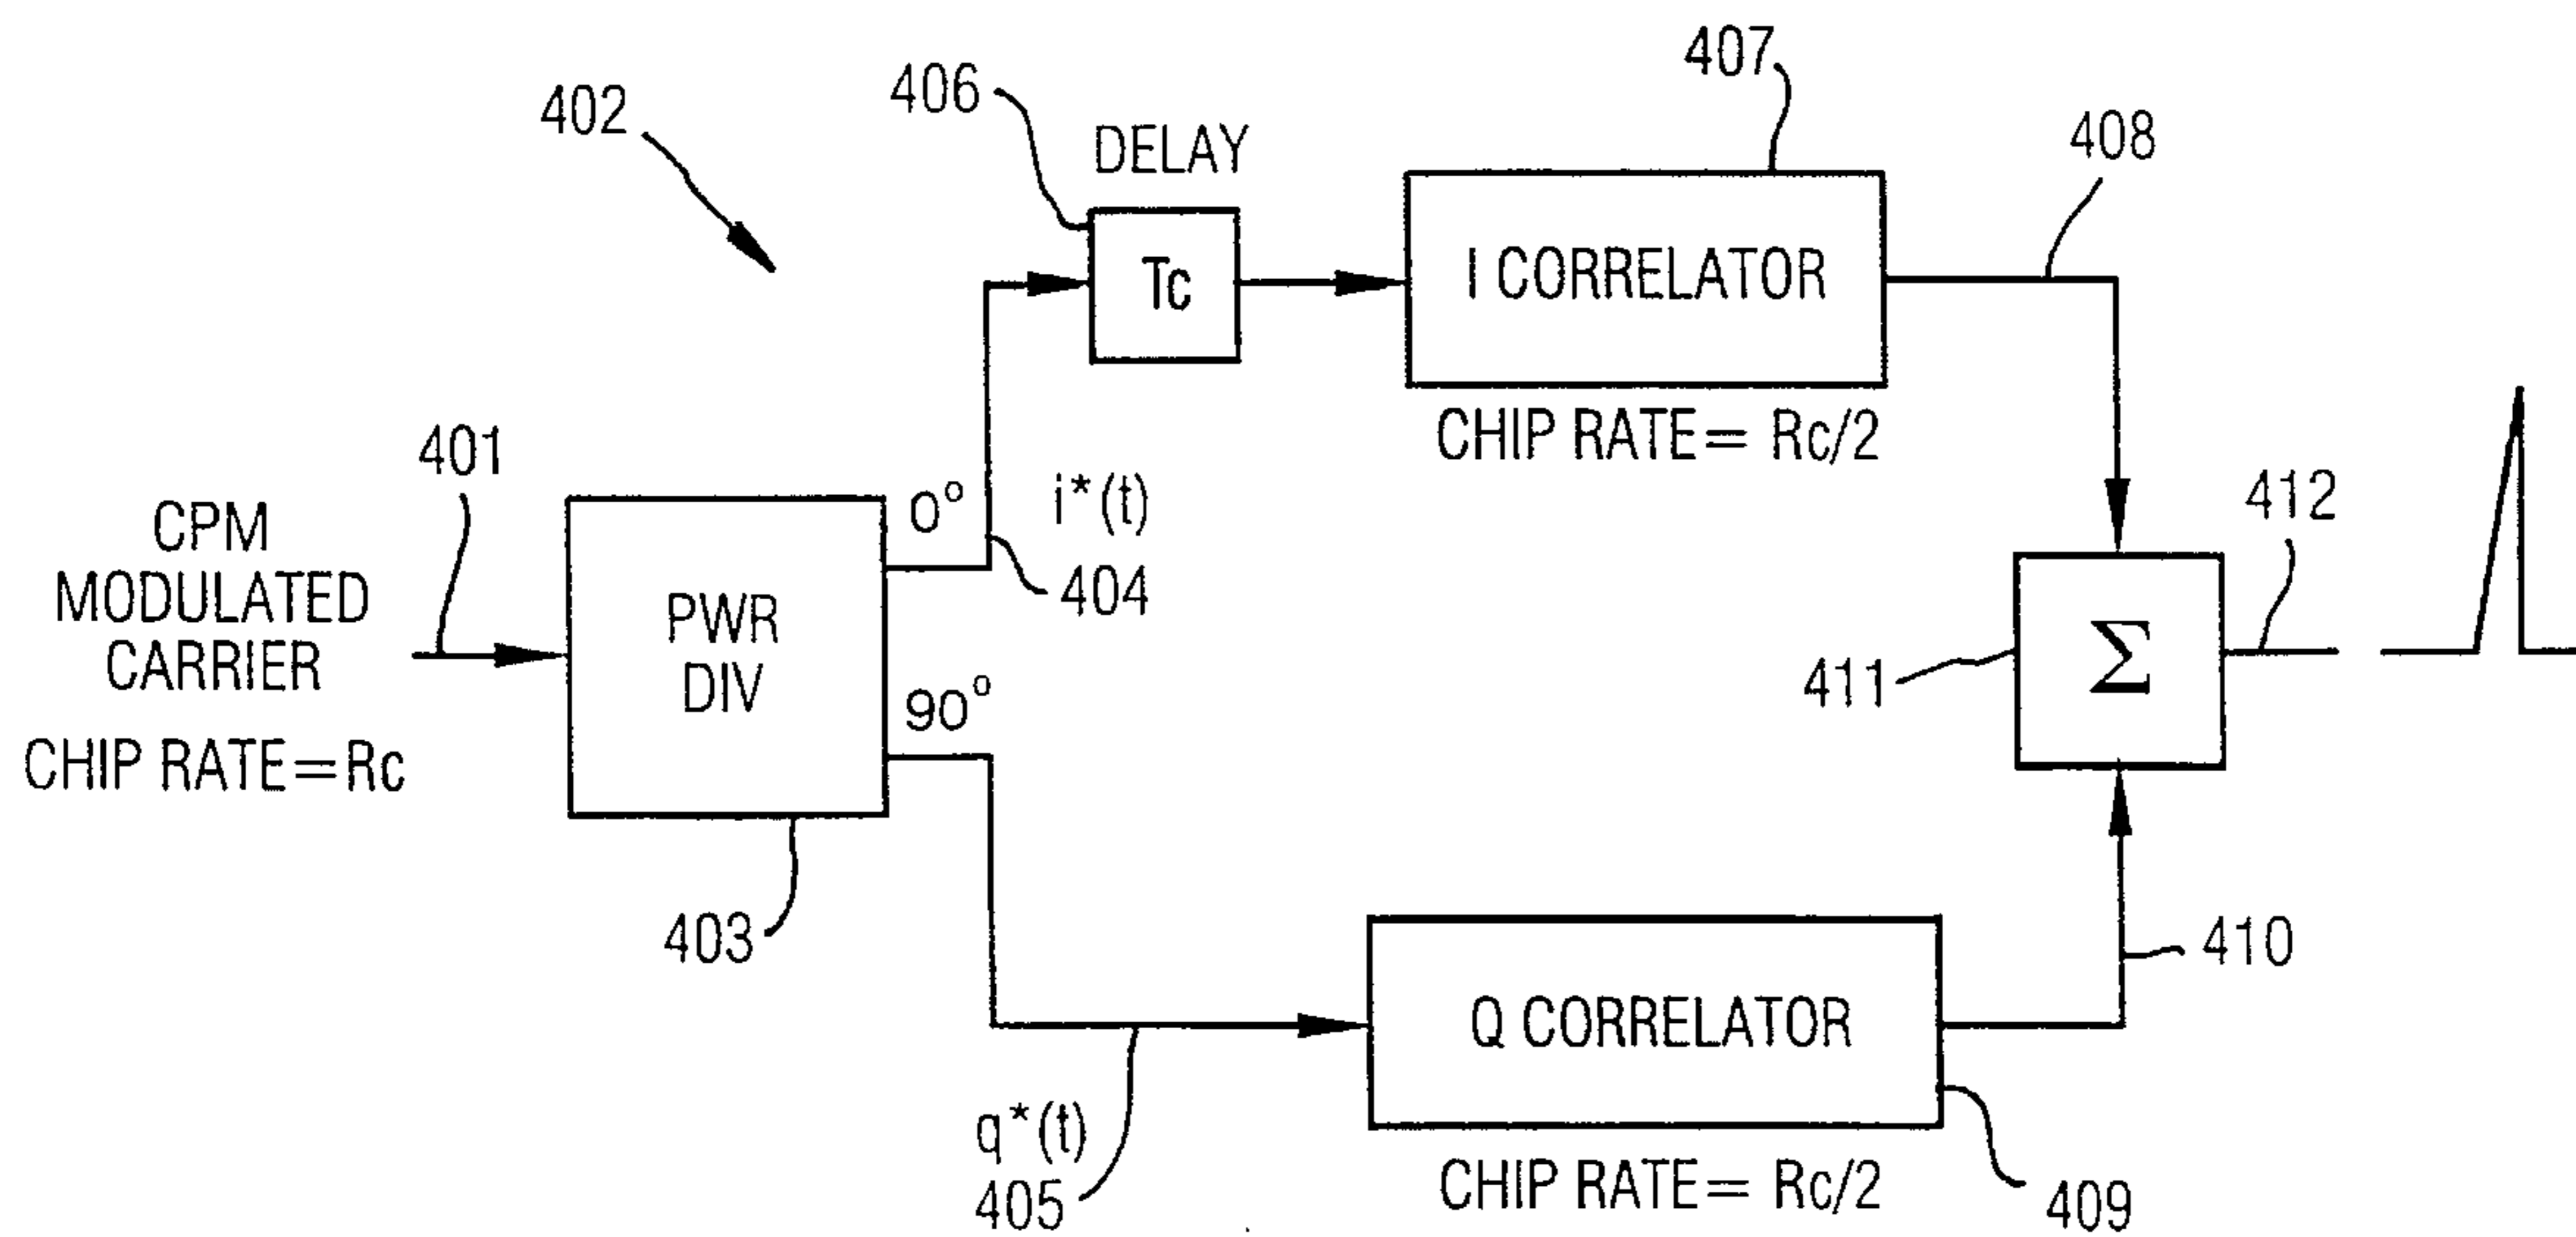 407
406
402
DELAY
408
Tc
I CORRELATOR
CHIP RATE= Rc/2
401
0°
i*(t)
412
CPM
MODULATED
CARRIER
404
PWR
DIV
411
Σ
90°
CHIP RATE=Rc
403
410
Q CORRELATOR
q*(t)
405
CHIP RATE= Rc/2
409